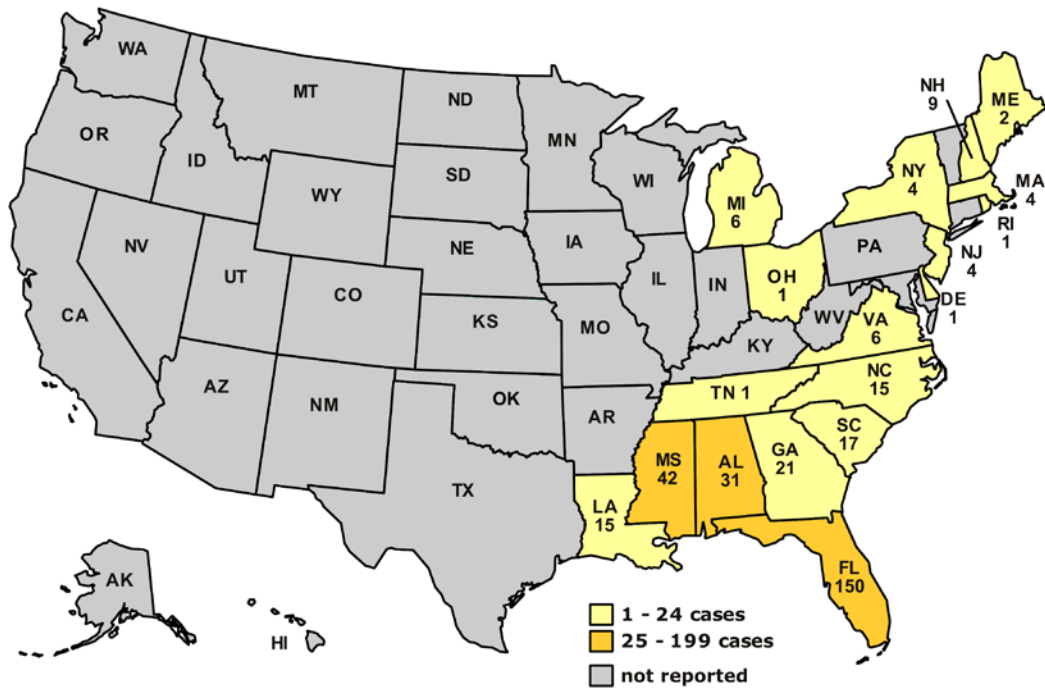 WA
MT
ND
MN
NH
9
ME
2
OR
ID
SD
WI
NY
4
MA
4
WY
MI
6
RI
1
NV
NE
IA
PA
NJ
4
UT
CO
IL
IN
OH
1
DE
1
CA
KS
MO
WV
VA
6
KY
AZ
NM
OK
AR
TN 1
NC
15
SC
17
MS
42
AL
31
GA
21
TX
LA
15
FL
150
AK
HI
1 - 24 cases
25 - 199 cases
not reported